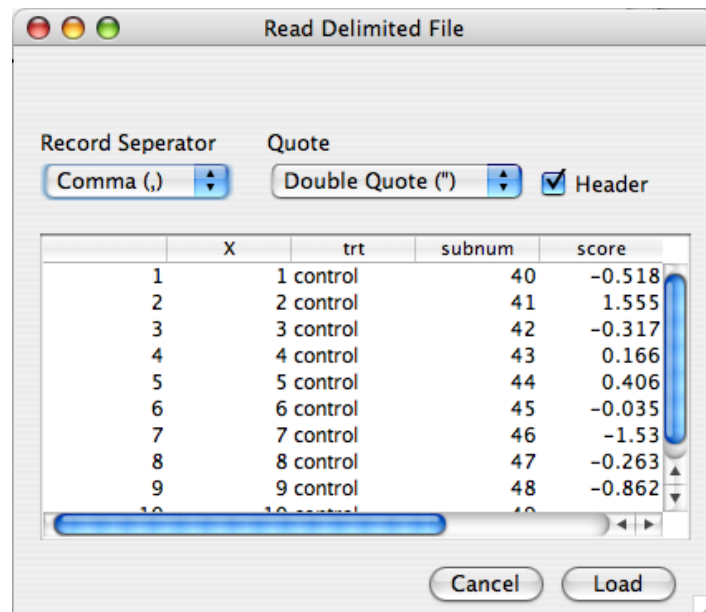 Read Delimited File
Record Seperator Quote
Comma (,) Double Quote (") Header
X trt subnum score
1 1 control 40 -0.518
2 2 control 41 1.555
3 3 control 42 -0.317
4 4 control 43 0.166
5 5 control 44 0.406
6 6 control 45 -0.035
7 7 control 46 -1.53
8 8 control 47 -0.263
9 9 control 48 -0.862
Cancel Load